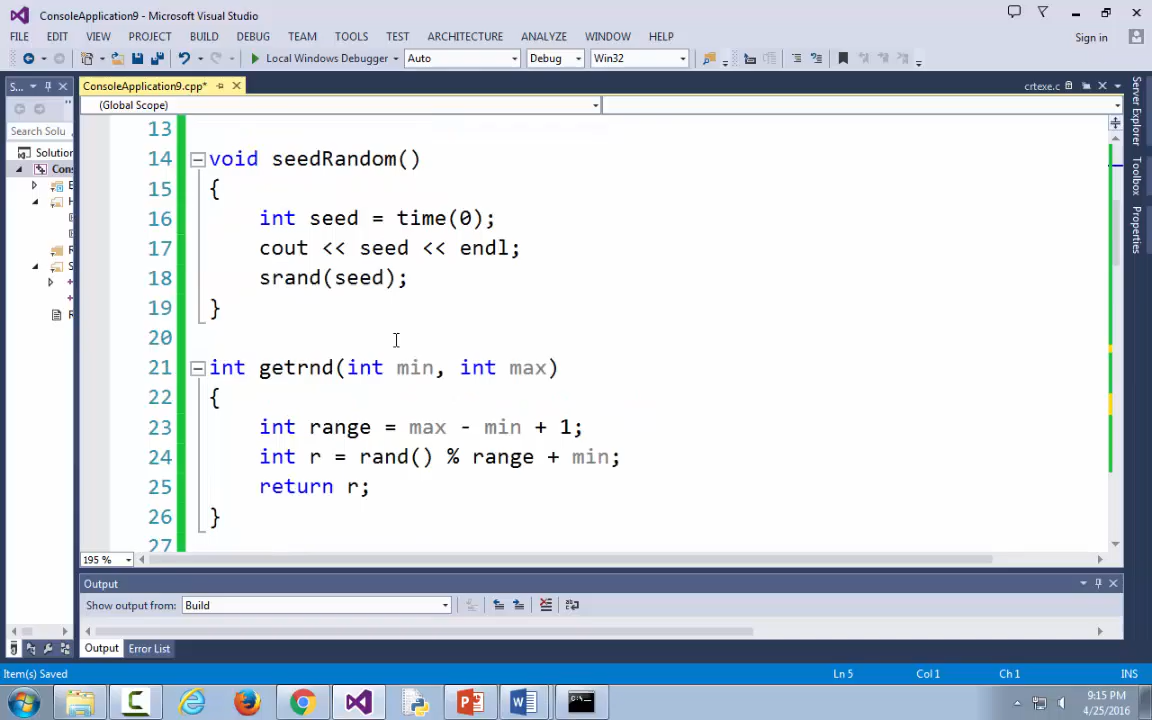 ConsoleApplication9 - Microsoft Visual Studio
FILE EDIT VIEW PROJECT BUILD DEBUG TEAM TOOLS TEST ARCHITECTURE ANALYZE WINDOW HELP
Sign in
Local Windows Debugger Auto Debug Win32
S... ConsoleApplication9.cpp* crtexe.c
(Global Scope)
Search Solu
Solution
Cons
E
H
R
S
R
Server Explorer
Toolbox
Properties
13
14 void seedRandom()
15 {
16 int seed = time(0);
17 cout << seed << endl;
18 srand(seed);
19 }
20
21 int getrnd(int min, int max)
22 {
23 int range = max - min + 1;
24 int r = rand() % range + min;
25 return r;
26 }
27
195 %
Output
Show output from: Build
Output Error List
Item(s) Saved Ln 5 Col 1 Ch 1 INS
9:15 PM
4/25/2016